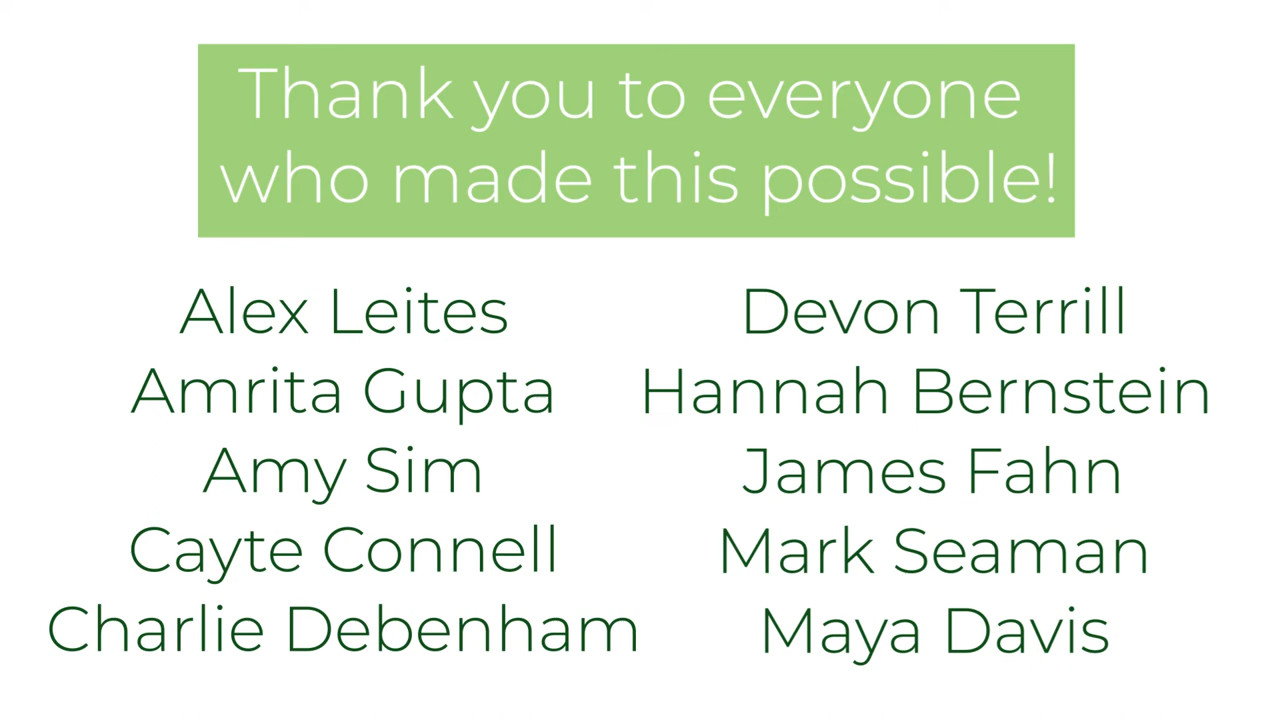 Thank you to everyone
who made this possible!
Alex Leites
Amrita Gupta
Amy Sim
Cayte Connell
Charlie Debenham
Devon Terrill
Hannah Bernstein
James Fahn
Mark Seaman
Maya Davis